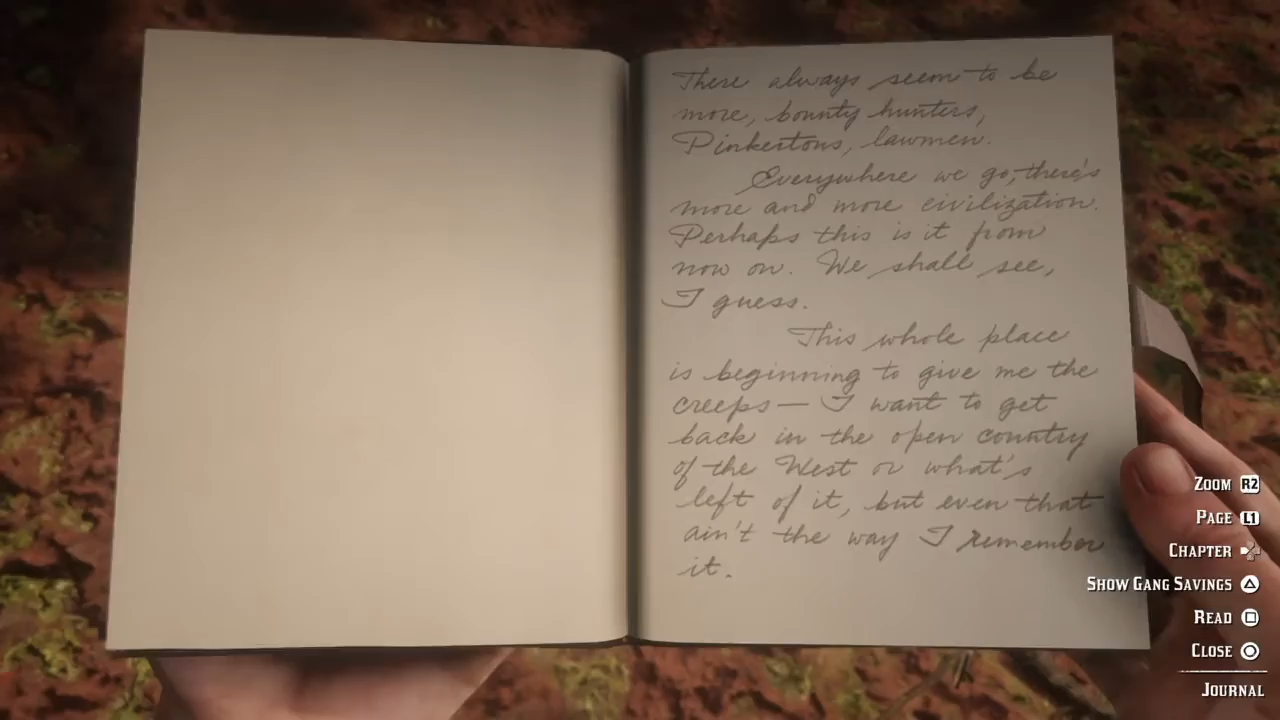 There always seem to be
more, bounty hunters,
Pinkertons, lawmen.
Everywhere we go, there's
more and more civilization.
Perhaps this is it from
now on. We shall see,
I guess.
This whole place
is beginning to give me the
creeps — I want to get
back in the open country
of the West or what's
left of it, but even that
ain't the way I remember
it.
ZOOM R2
PAGE L1
CHAPTER
SHOW GANG SAVINGS
READ
CLOSE
JOURNAL